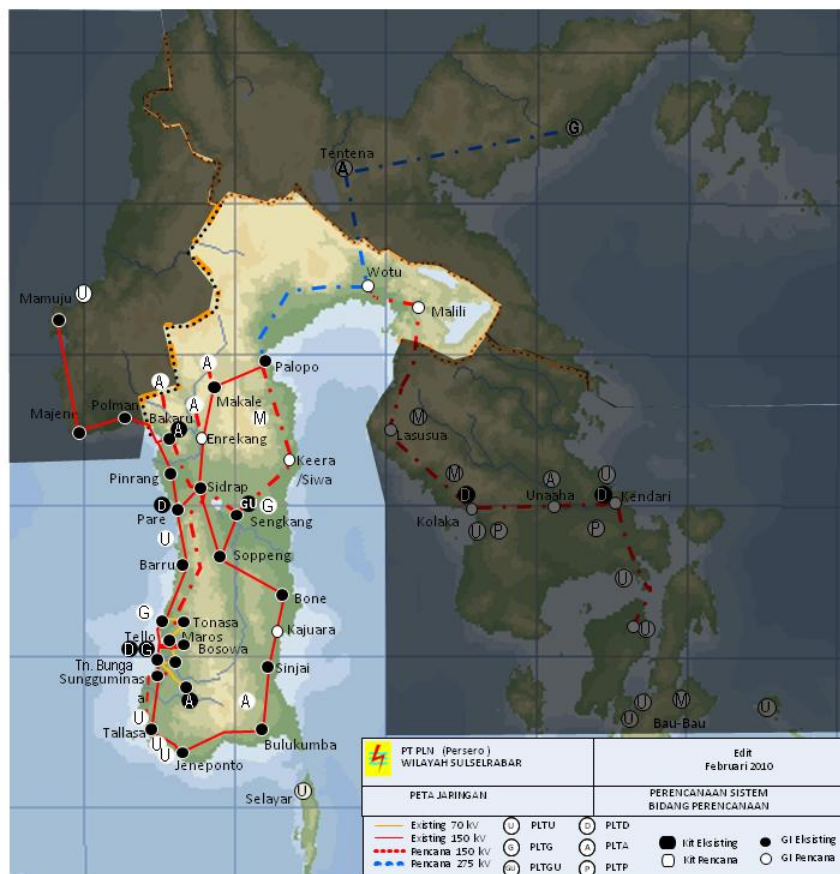 G
Tentena
A
Wotu
Mamuju
U
Malili
Palopo
A
A
Makale
A
M
Polman
Bakaru
A
Majene
Enrekang
M
Lasusua
Keera
/Siwa
Pinrang
Sidrap
M
A
U
D
GU
G
D
Unaaha
D
Kendari
Pare
Sengkang
Kolaka
U
P
P
U
Soppeng
Barru
U
Bone
G
Tonasa
Kajuara
U
Tello
Maros
D
G
Bosowa
Tn. Bunga
Sungguminas
a
Sinjai
A
A
U
M
U
U
Bau-Bau
U
Tallasa
U
U
Bulukumba
Jeneponto
Selayar
U
PT PLN (Persero)
WILAYAH SULSELRABAR
Edit
Februari 2010
PETA JARINGAN
PERENCANAAN SISTEM
BIDANG PERENCANAAN
Existing 70 kV
U PLTU
D PLTD
Existing 150 kV
G PLTG
A PLTA
Kit Eksisting
GI Eksisting
Rencana 150 kV
Kit Rencana
GI Rencana
Rencana 275 kV
GU PLTGU
P PLTP